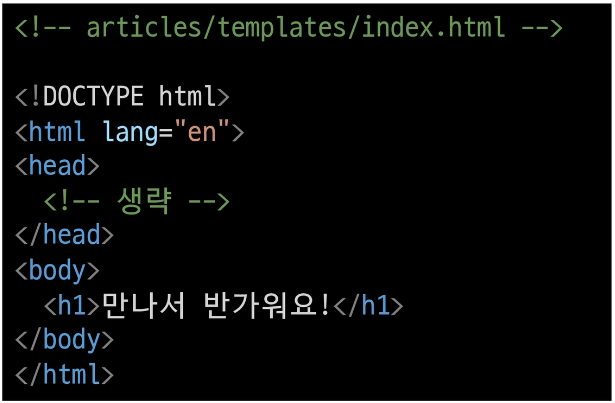 <!-- articles/templates/index.html -->
<!DOCTYPE html>
<html lang="en">
<head>
<!-- 생략 -->
</head>
<body>
<h1>만나서 반가워요!</h1>
</body>
</html>